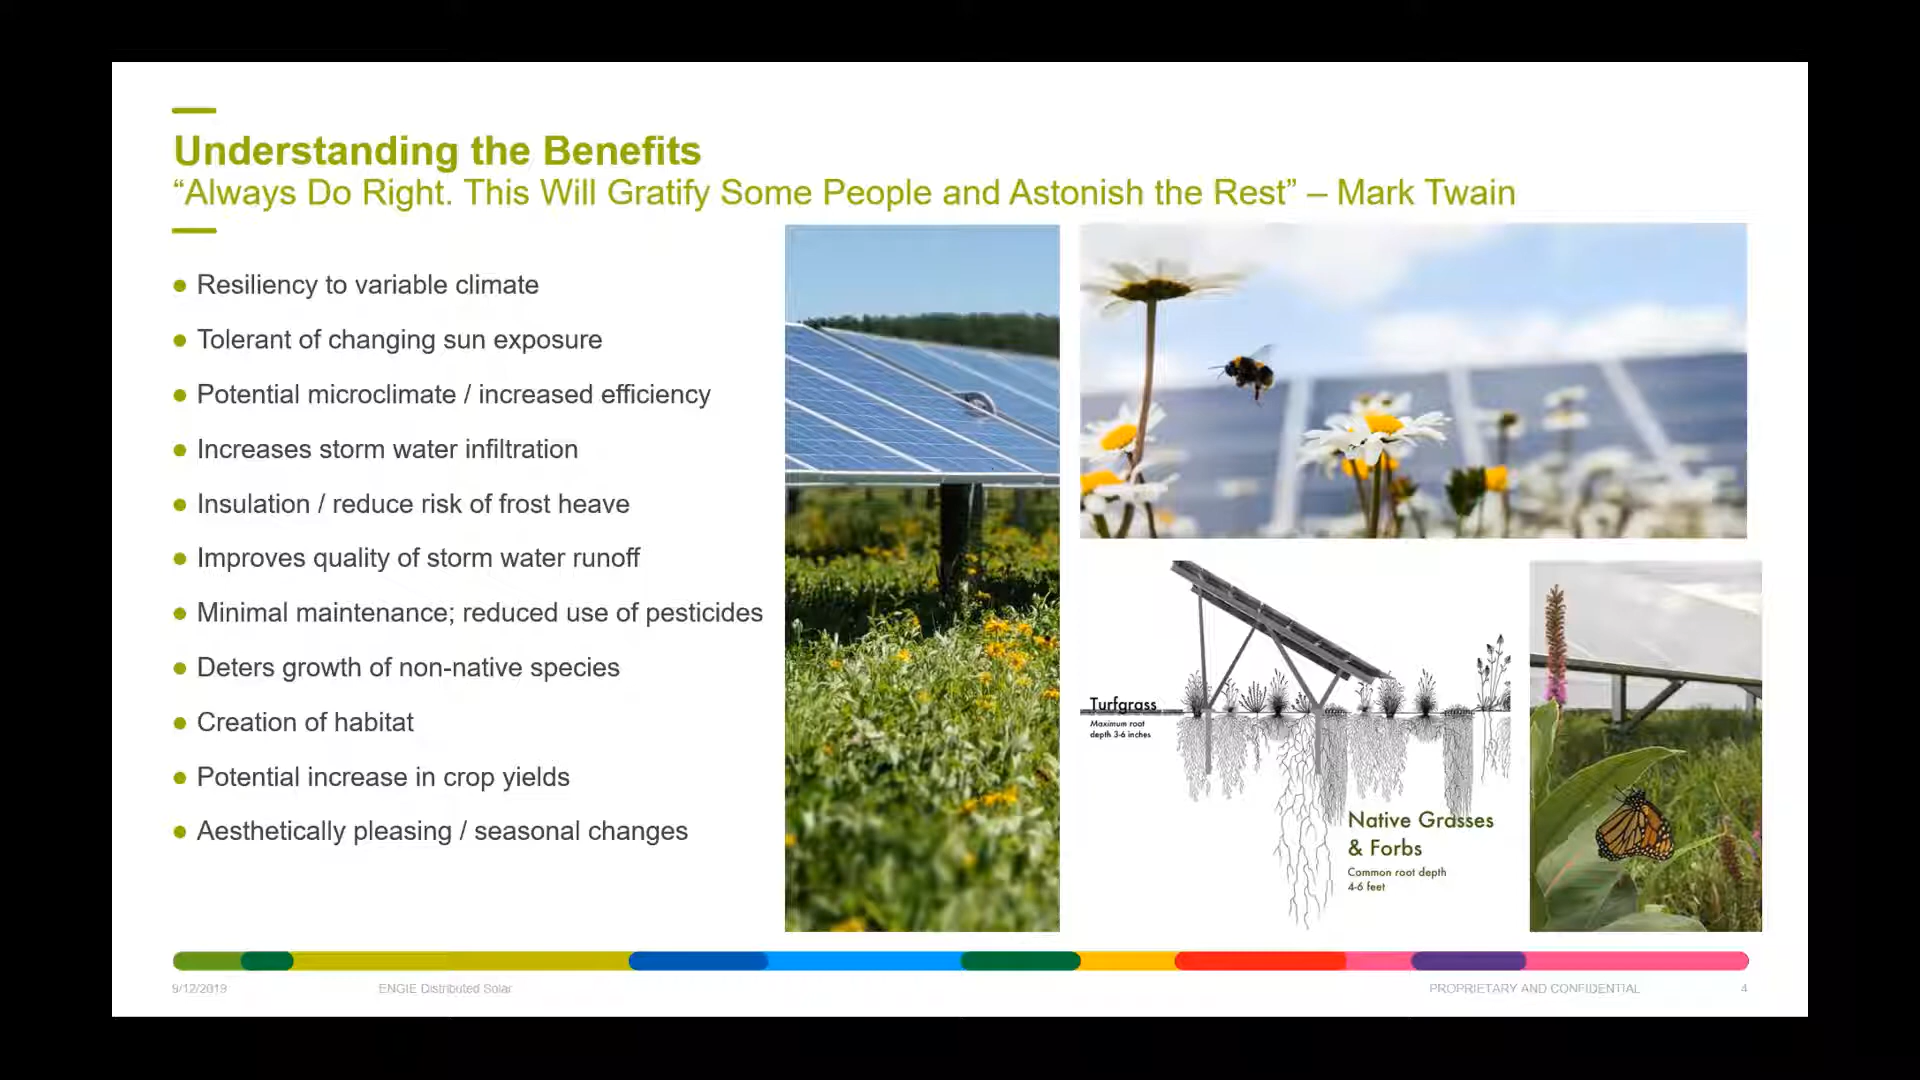 Understanding the Benefits
“Always Do Right. This Will Gratify Some People and Astonish the Rest” – Mark Twain
Resiliency to variable climate
Tolerant of changing sun exposure
Potential microclimate / increased efficiency
Increases storm water infiltration
Insulation / reduce risk of frost heave
Improves quality of storm water runoff
Minimal maintenance; reduced use of pesticides
Deters growth of non-native species
Creation of habitat
Potential increase in crop yields
Aesthetically pleasing / seasonal changes
Turfgrass
Maximum root
depth 3-6 inches
Native Grasses
& Forbs
Common root depth
4-6 feet
9/12/2019
ENGIE Distributed Solar
PROPRIETARY AND CONFIDENTIAL
4